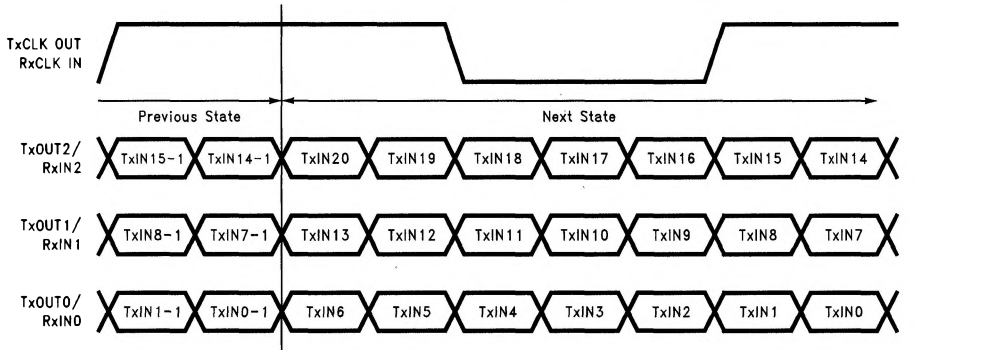 TxCLK OUT
RxCLK IN
Previous State
Next State
TxOUT2/
RxIN2
TxIN15-1 TxIN14-1 TxIN20 TxIN19 TxIN18 TxIN17 TxIN16 TxIN15 TxIN14
TxOUT1/
RxIN1
TxIN8-1 TxIN7-1 TxIN13 TxIN12 TxIN11 TxIN10 TxIN9 TxIN8 TxIN7
TxOUT0/
RxIN0
TxIN1-1 TxIN0-1 TxIN6 TxIN5 TxIN4 TxIN3 TxIN2 TxIN1 TxIN0